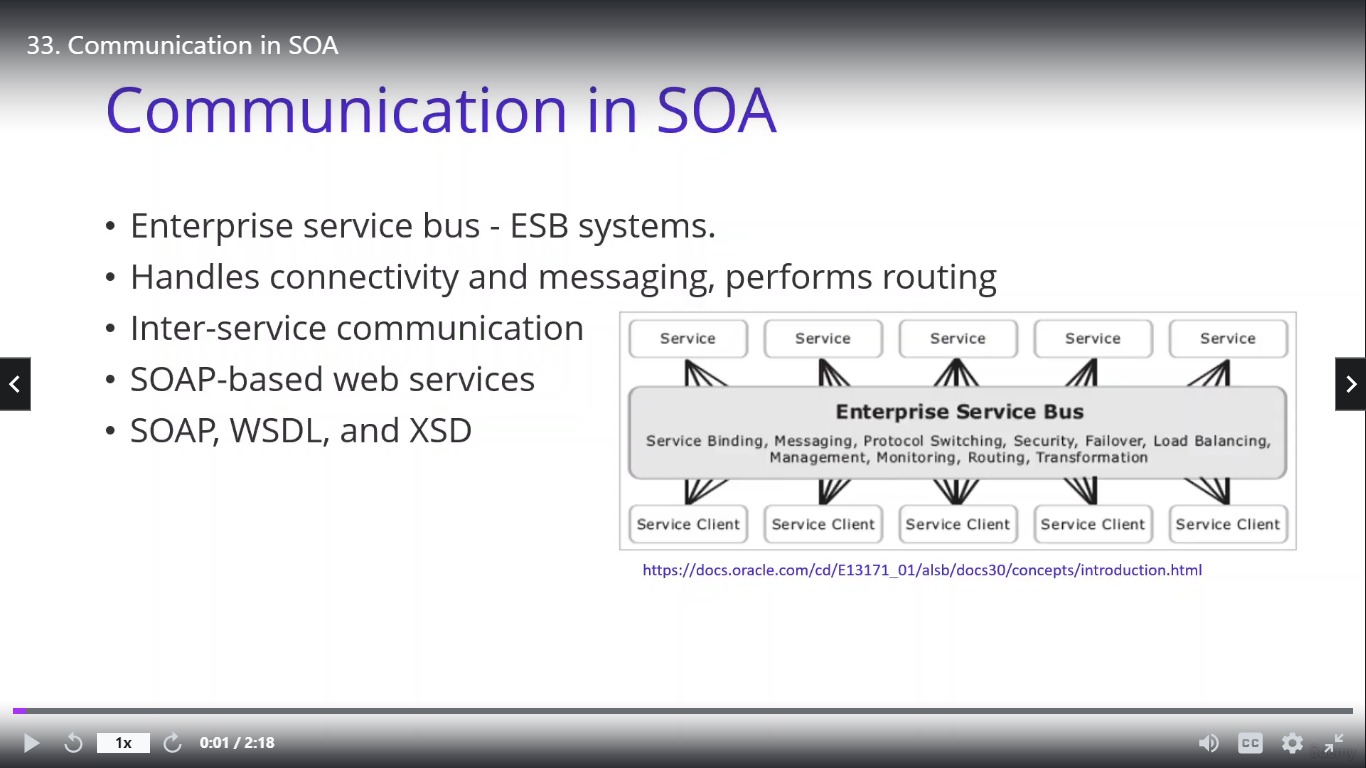 33. Communication in SOA
Communication in SOA
• Enterprise service bus - ESB systems.
• Handles connectivity and messaging, performs routing
• Inter-service communication
• SOAP-based web services
• SOAP, WSDL, and XSD
Service Service Service Service Service
Enterprise Service Bus
Service Binding, Messaging, Protocol Switching, Security, Failover, Load Balancing,
Management, Monitoring, Routing, Transformation
Service Client Service Client Service Client Service Client Service Client
https://docs.oracle.com/cd/E13171_01/alsb/docs30/concepts/introduction.html
1x 0:01 / 2:18 CC